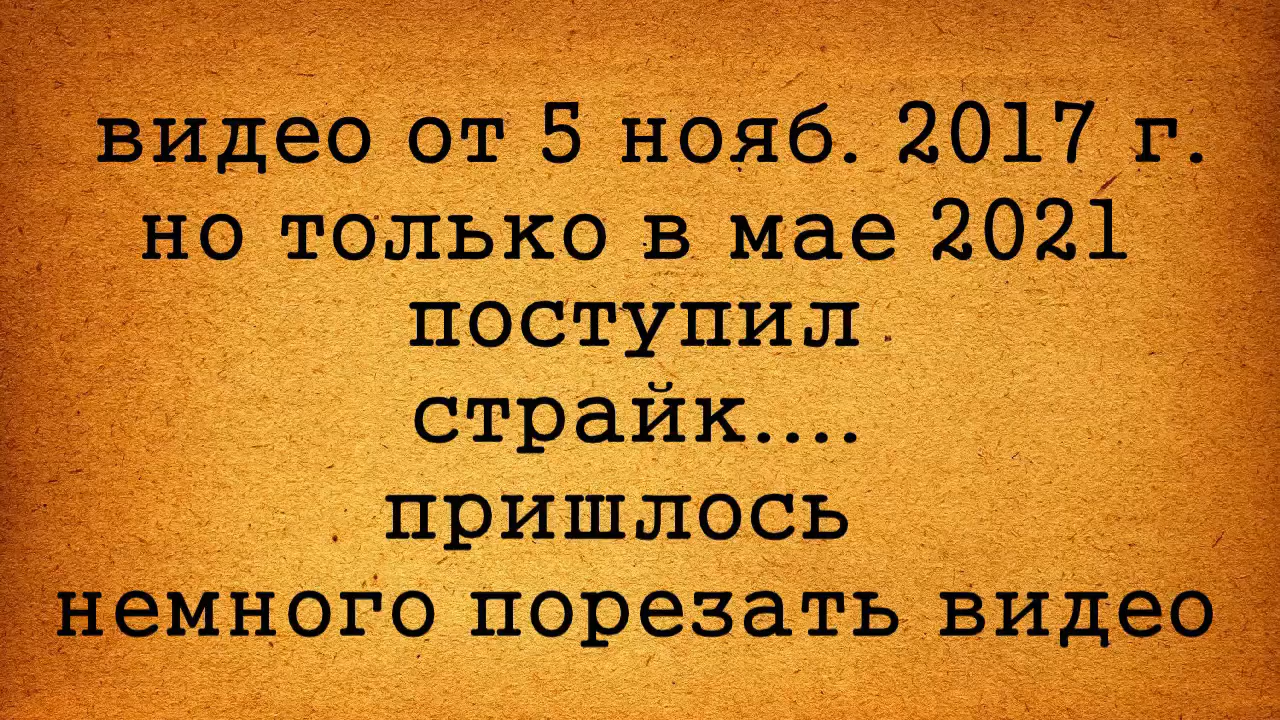 видео от 5 нояб. 2017 г.
но только в мае 2021
поступил
страйк....
пришлось
немного порезать видео